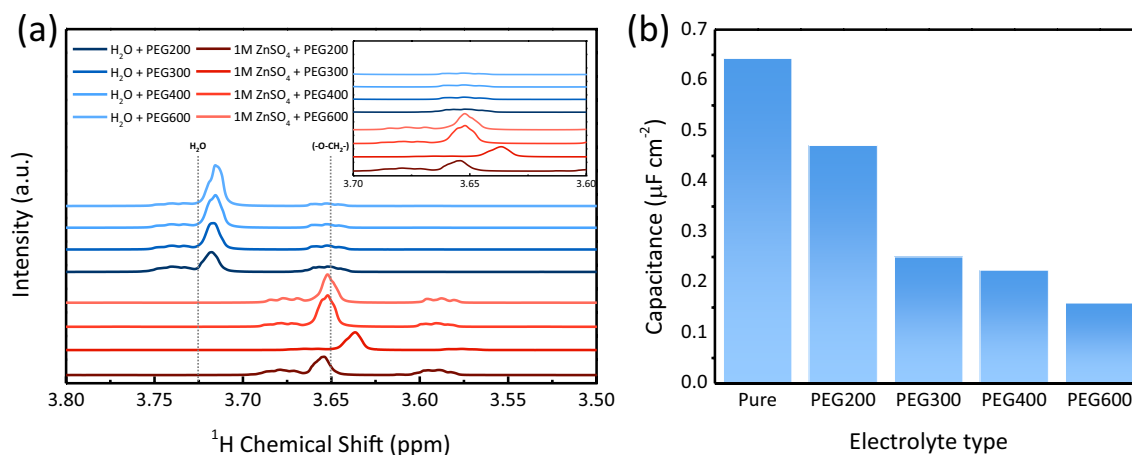 (a)
H₂O + PEG200
H₂O + PEG300
H₂O + PEG400
H₂O + PEG600
1M ZnSO₄ + PEG200
1M ZnSO₄ + PEG300
1M ZnSO₄ + PEG400
1M ZnSO₄ + PEG600
3.70
3.65
3.60
H₂O
(-O-CH₂-)
Intensity (a.u.)
3.80
3.75
3.70
3.65
3.60
3.55
3.50
¹H Chemical Shift (ppm)
(b)
0.7
0.6
0.5
0.4
0.3
0.2
0.1
0.0
Capacitance (μF cm⁻²)
Pure
PEG200
PEG300
PEG400
PEG600
Electrolyte type